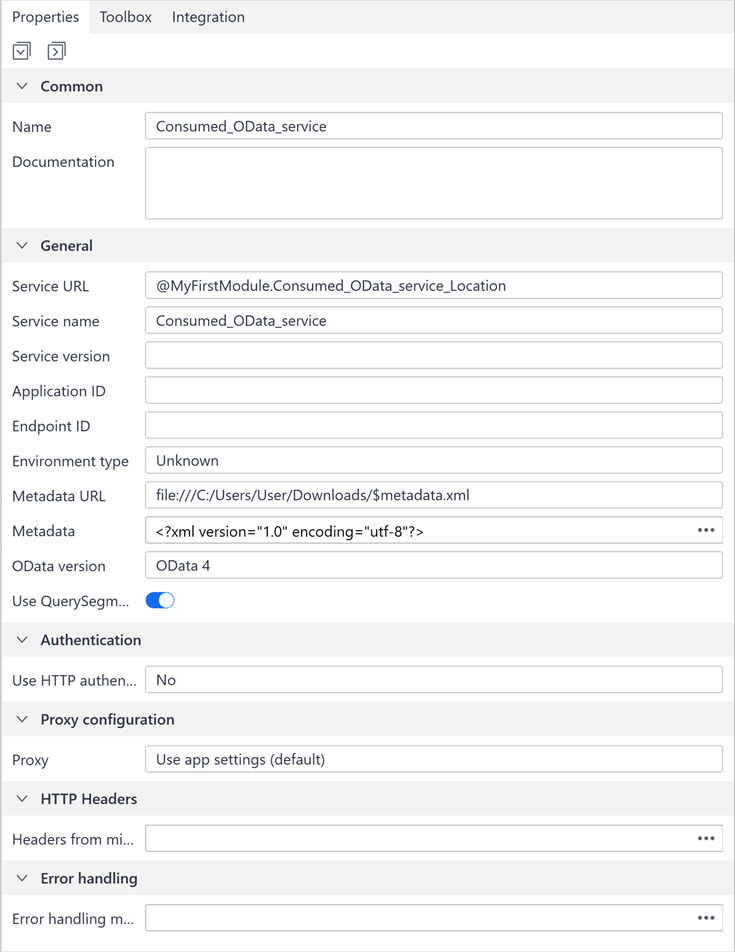 Properties Toolbox Integration
Common
Name Consumed_OData_service
Documentation
General
Service URL @MyFirstModule.Consumed_OData_service_Location
Service name Consumed_OData_service
Service version
Application ID
Endpoint ID
Environment type Unknown
Metadata URL file:///C:/Users/User/Downloads/$metadata.xml
Metadata <?xml version="1.0" encoding="utf-8"?> •••
OData version OData 4
Use QuerySegm...
Authentication
Use HTTP authen... No
Proxy configuration
Proxy Use app settings (default)
HTTP Headers
Headers from mi... •••
Error handling
Error handling m... •••